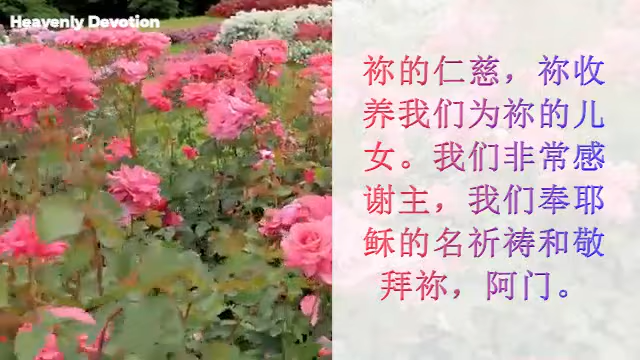 Heavenly Devotion
祢的仁慈，祢收
养我们为祢的儿
女。我们非常感
谢主，我们奉耶
稣的名祈祷和敬
拜祢，阿门。